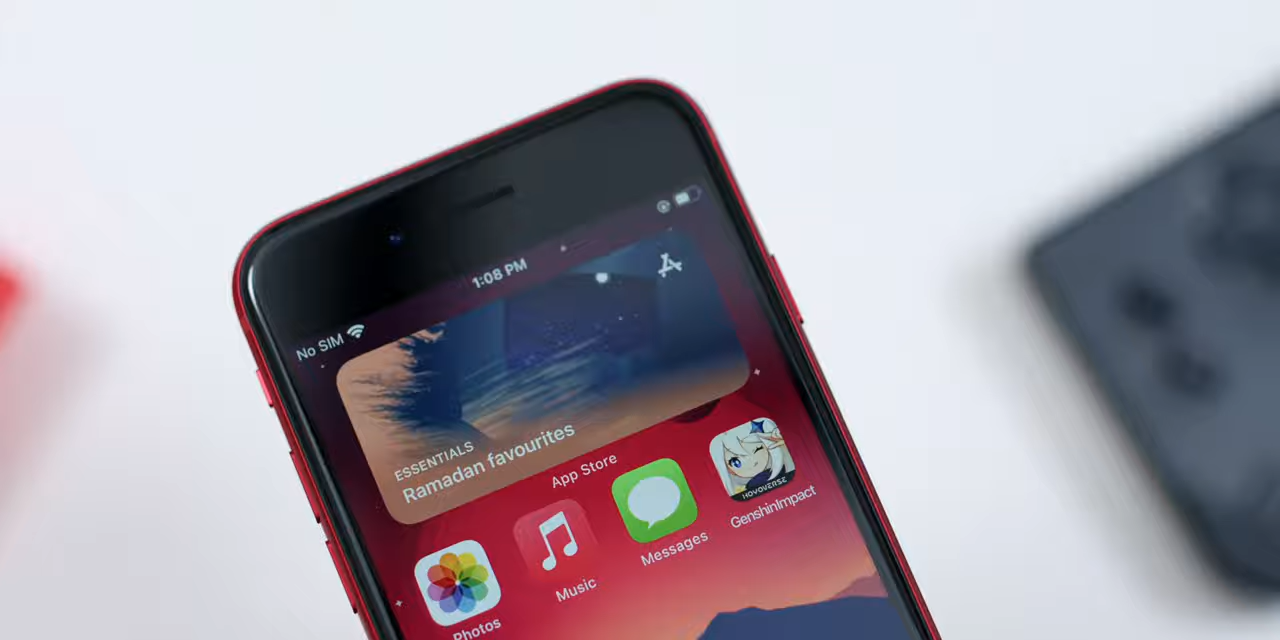 No SIM
1:08 PM
ESSENTIALS
Ramadan favourites
App Store
Photos
Music
Messages
HOYOVERSE
GenshinImpact